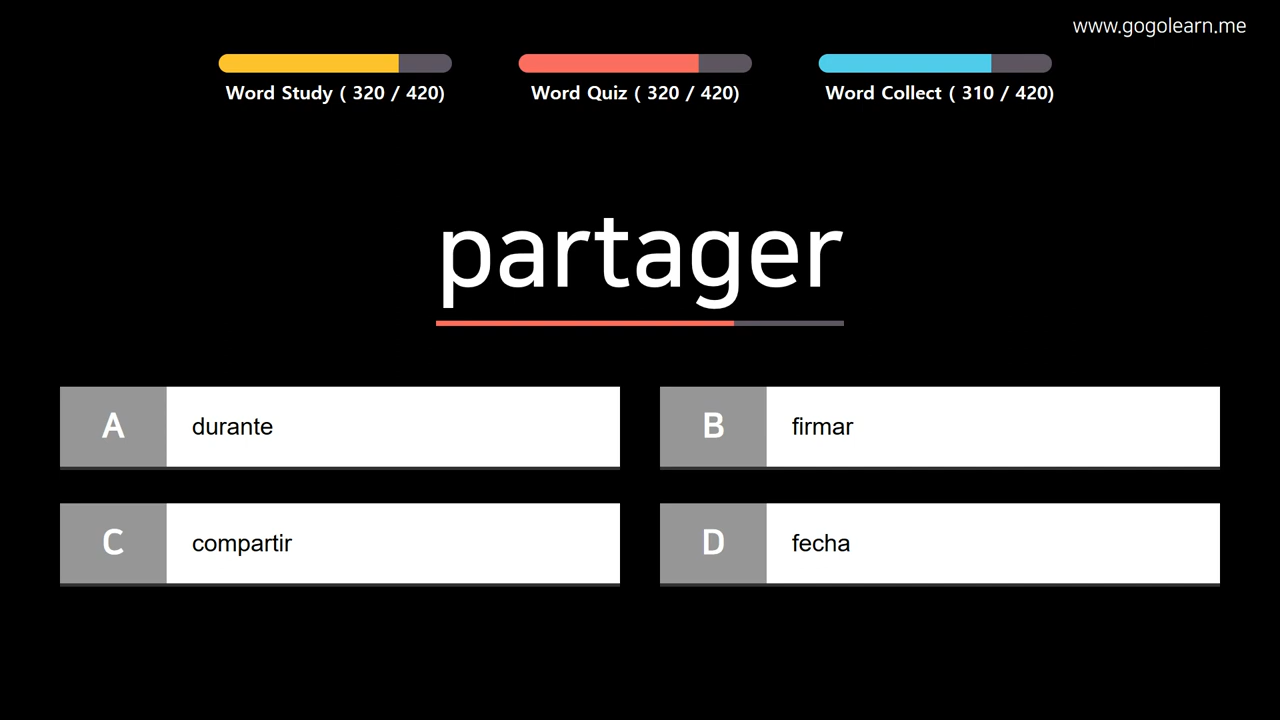 www.gogolearn.me
Word Study ( 320 / 420)
Word Quiz ( 320 / 420)
Word Collect ( 310 / 420)
partager
A durante
B firmar
C compartir
D fecha